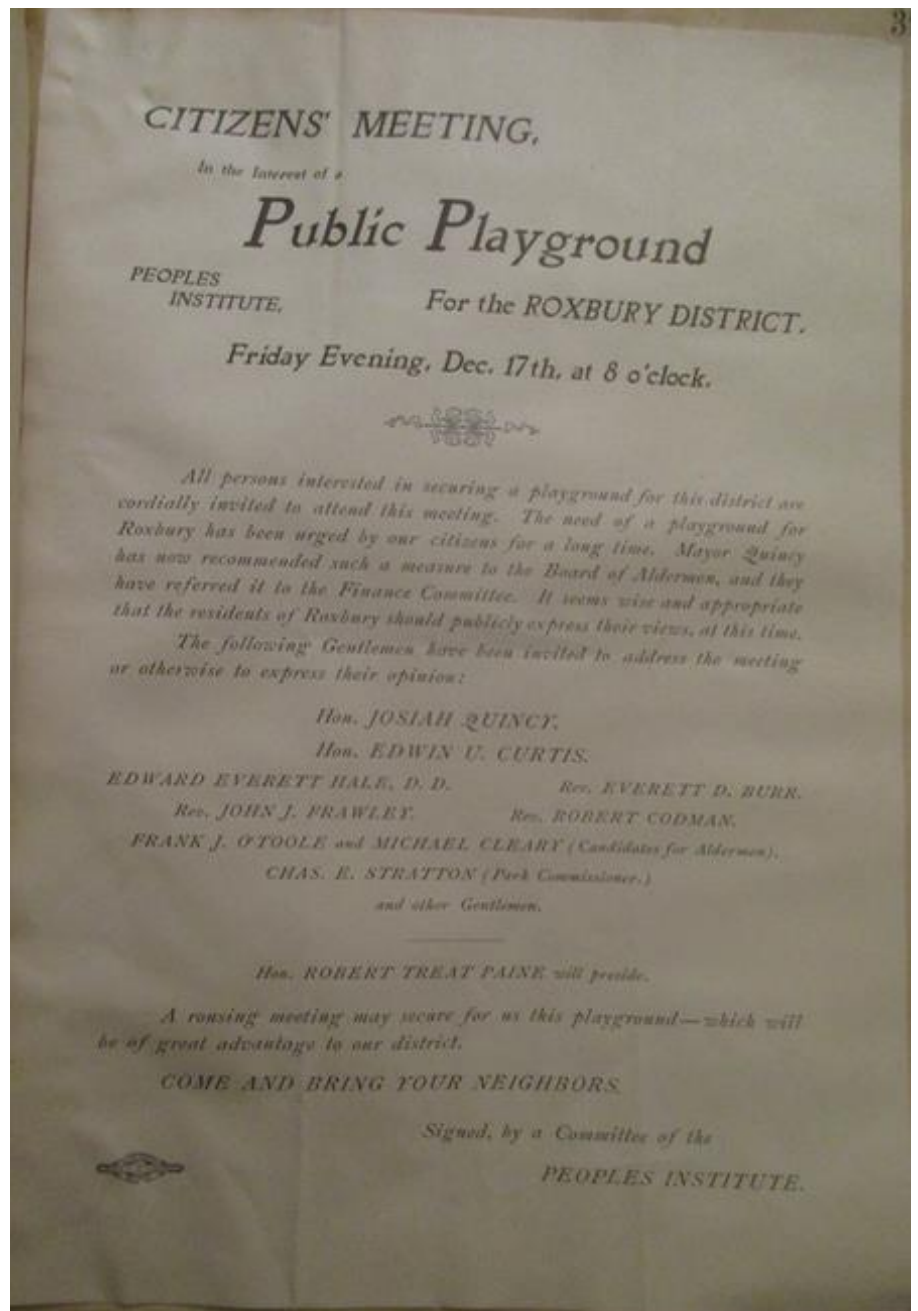 3
CITIZENS' MEETING,
In the Interest of a
Public Playground
PEOPLES
INSTITUTE,
For the ROXBURY DISTRICT.
Friday Evening, Dec. 17th, at 8 o'clock.
All persons interested in securing a playground for this district are
cordially invited to attend this meeting. The need of a playground for
Roxbury has been urged by our citizens for a long time. Mayor Quincy
has now recommended such a measure to the Board of Aldermen, and they
have referred it to the Finance Committee. It seems wise and appropriate
that the residents of Roxbury should publicly express their views, at this time.
The following Gentlemen have been invited to address the meeting
or otherwise to express their opinion:
Hon. JOSIAH QUINCY.
Hon. EDWIN U. CURTIS.
EDWARD EVERETT HALE, D. D. Rev. EVERETT D. BURR.
Rev. JOHN J. FRAWLEY. Rev. ROBERT CODMAN.
FRANK J. O'TOOLE and MICHAEL CLEARY (Candidates for Aldermen).
CHAS. E. STRATTON (Park Commissioner.)
and other Gentlemen.
Hon. ROBERT TREAT PAINE will preside.
A rousing meeting may secure for us this playground—which will
be of great advantage to our district.
COME AND BRING YOUR NEIGHBORS.
Signed, by a Committee of the
PEOPLES INSTITUTE.